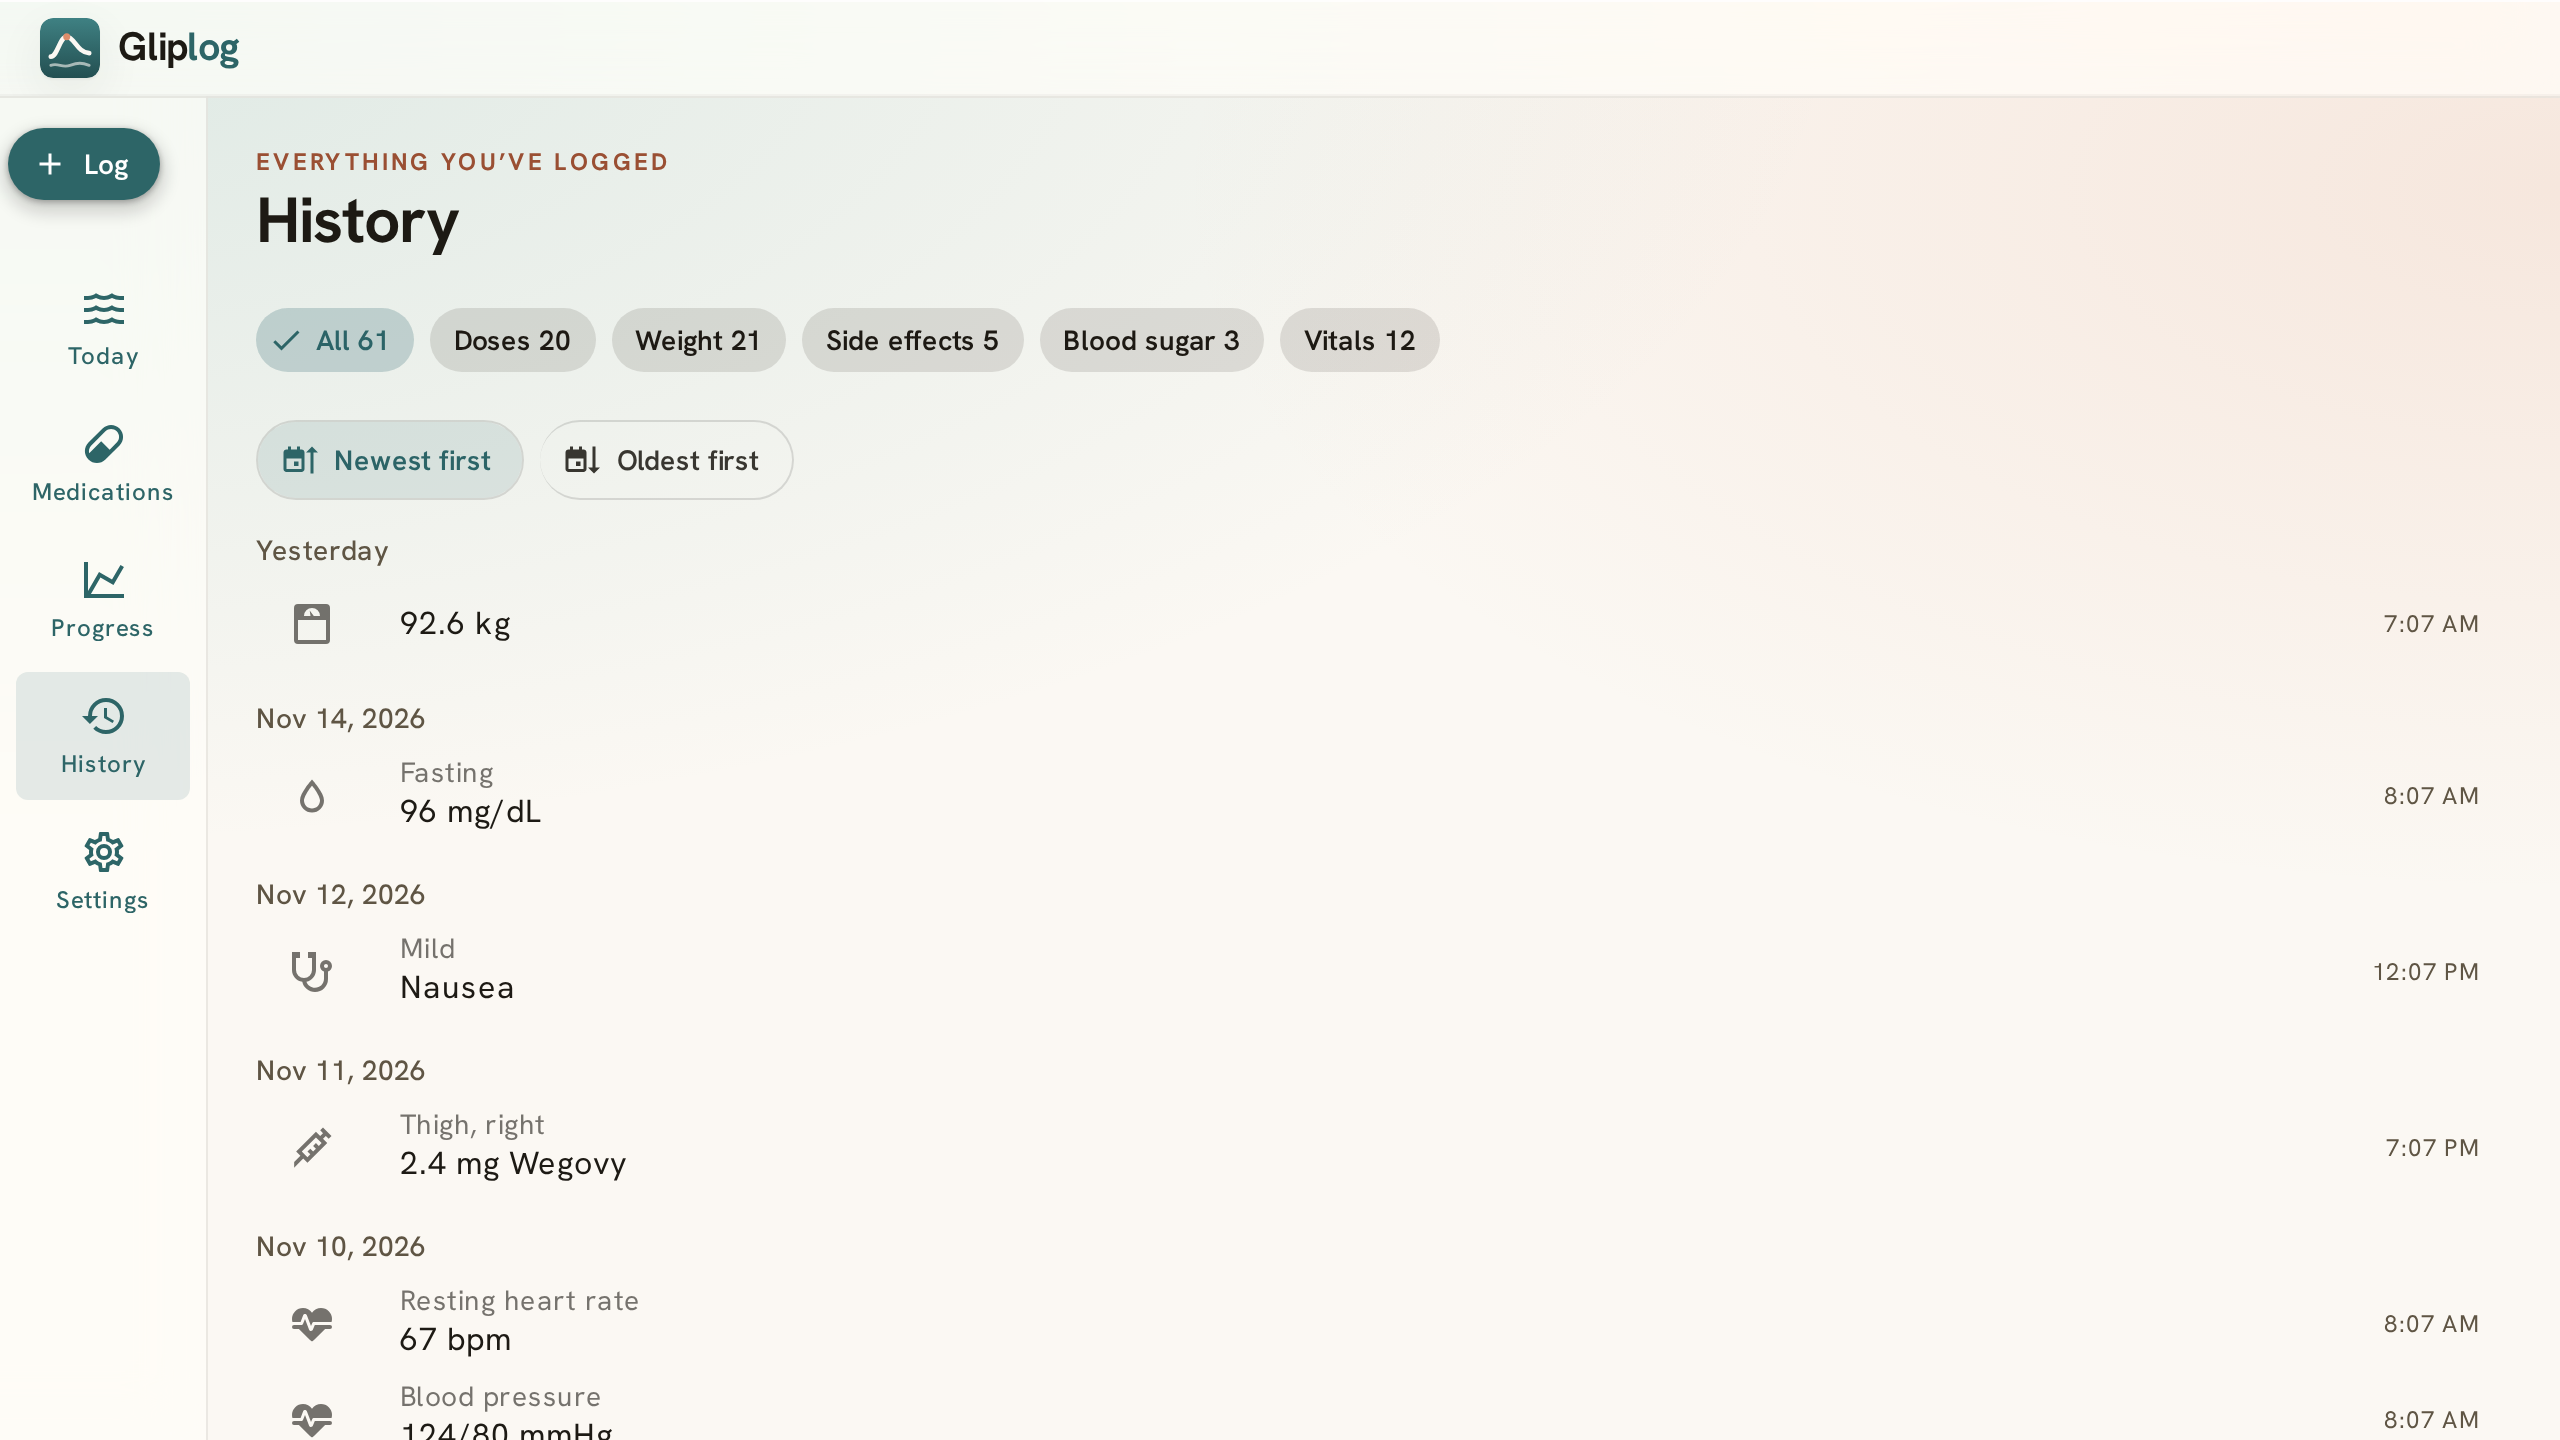 Gliplog
Log
Today
Medications
Progress
History
Settings
EVERYTHING YOU’VE LOGGED
History
All 61
Doses 20
Weight 21
Side effects 5
Blood sugar 3
Vitals 12
Newest first
Oldest first
Yesterday
92.6 kg
7:07 AM
Nov 14, 2026
Fasting
96 mg/dL
8:07 AM
Nov 12, 2026
Mild
Nausea
12:07 PM
Nov 11, 2026
Thigh, right
2.4 mg Wegovy
7:07 PM
Nov 10, 2026
Resting heart rate
67 bpm
8:07 AM
Blood pressure
124/80 mmHg
8:07 AM